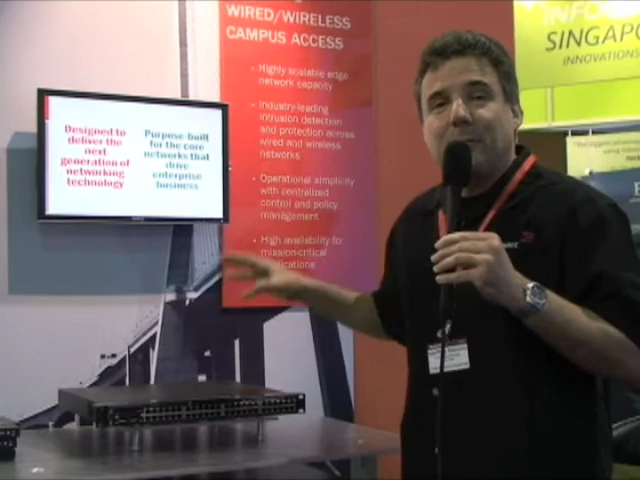 WIRED/WIRELESS
CAMPUS ACCESS
• Highly scalable edge
network capacity
• Industry-leading
intrusion detection
and protection across
wired and wireless
networks
• Operational simplicity
with centralized
control and policy
management
• High availability for
mission-critical
applications
Designed to
deliver the
next
generation of
networking
technology
Purpose-built
for the core
networks that
drive
enterprise
business
INNOVATIONS